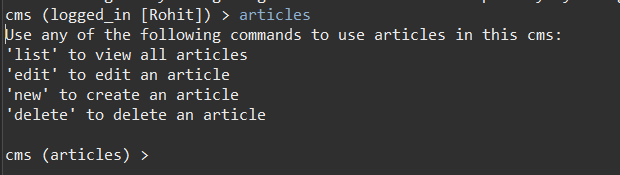 cms (logged_in [Rohit]) > articles
Use any of the following commands to use articles in this cms:
'list' to view all articles
'edit' to edit an article
'new' to create an article
'delete' to delete an article
cms (articles) >